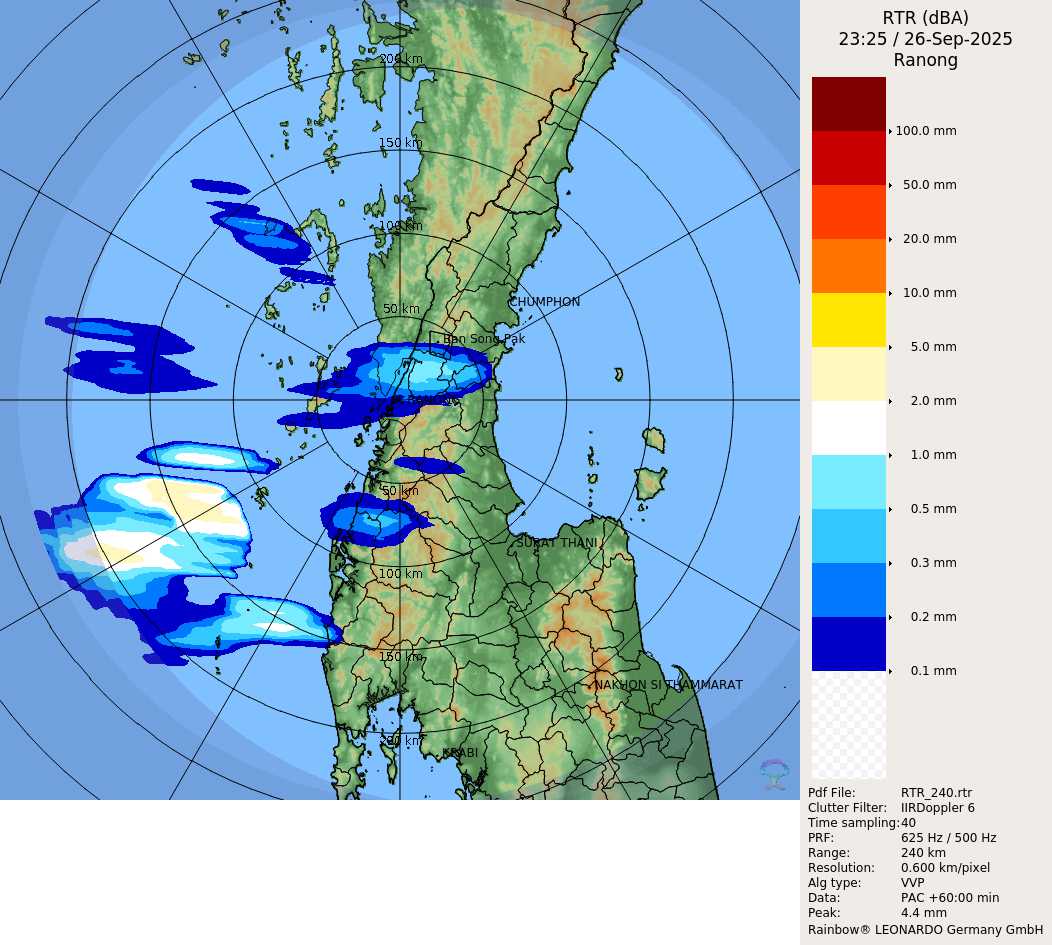 RTR (dBA)
23:25 / 26-Sep-2025
Ranong
100.0 mm
50.0 mm
20.0 mm
10.0 mm
5.0 mm
2.0 mm
1.0 mm
0.5 mm
0.3 mm
0.2 mm
0.1 mm
Pdf File: RTR_240.rtr
Clutter Filter: IIRDoppler 6
Time sampling: 40
PRF: 625 Hz / 500 Hz
Range: 240 km
Resolution: 0.600 km/pixel
Alg type: VVP
Data: PAC +60:00 min
Peak: 4.4 mm
Rainbow® LEONARDO Germany GmbH
200 km
150 km
100 km
50 km
CHUMPHON
Ban Song Pak
RANONG
50 km
SURAT THANI
100 km
150 km
NAKHON SI THAMMARAT
200 km
KRABI